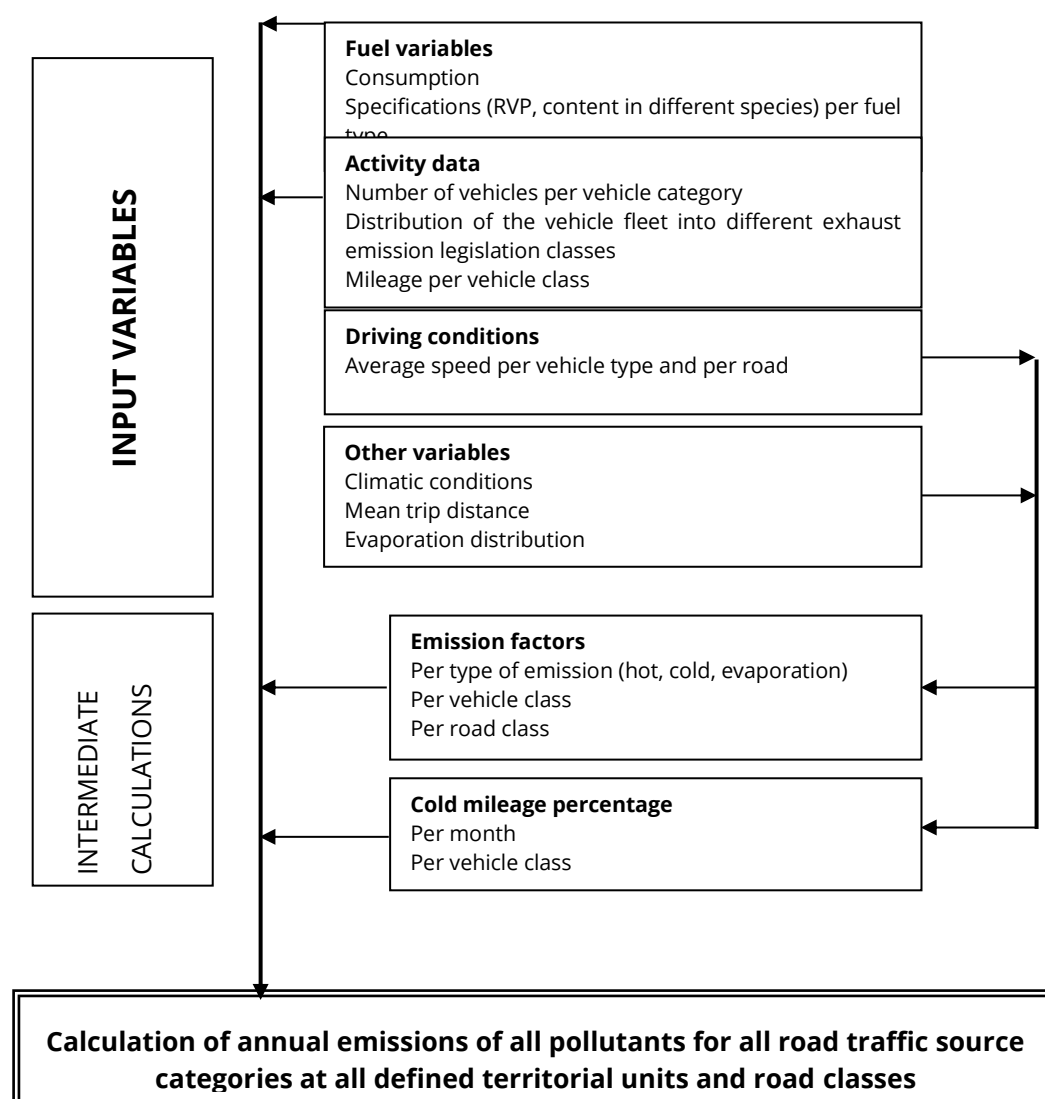 Fuel variables
Consumption
Specifications (RVP, content in different species) per fuel
type
Activity data
Number of vehicles per vehicle category
Distribution of the vehicle fleet into different exhaust
emission legislation classes
Mileage per vehicle class
INPUT VARIABLES
Driving conditions
Average speed per vehicle type and per road
Other variables
Climatic conditions
Mean trip distance
Evaporation distribution
Emission factors
Per type of emission (hot, cold, evaporation)
Per vehicle class
Per road class
INTERMEDIATE
CALCULATIONS
Cold mileage percentage
Per month
Per vehicle class
Calculation of annual emissions of all pollutants for all road traffic source
categories at all defined territorial units and road classes